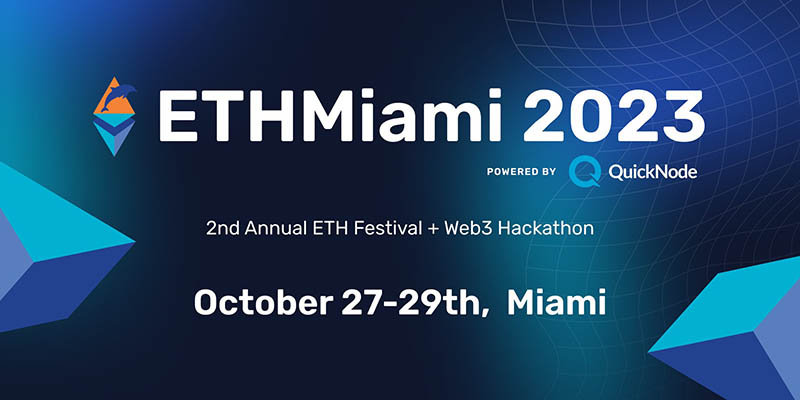 ETHMiami 2023
POWERED BY QuickNode
2nd Annual ETH Festival + Web3 Hackathon
October 27-29th, Miami